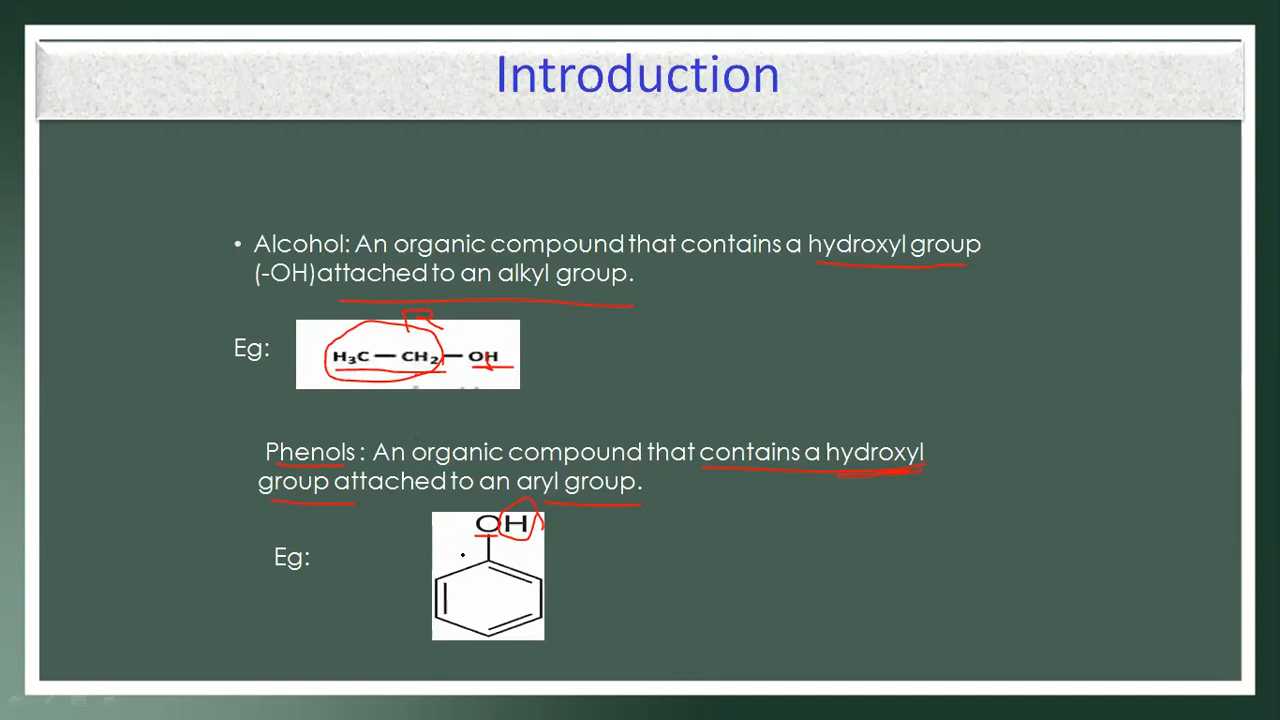 Introduction
• Alcohol: An organic compound that contains a hydroxyl group
(-OH)attached to an alkyl group.
R
Eg: H₃C — CH₂ — OH
Phenols : An organic compound that contains a hydroxyl
group attached to an aryl group.
OH
Eg: